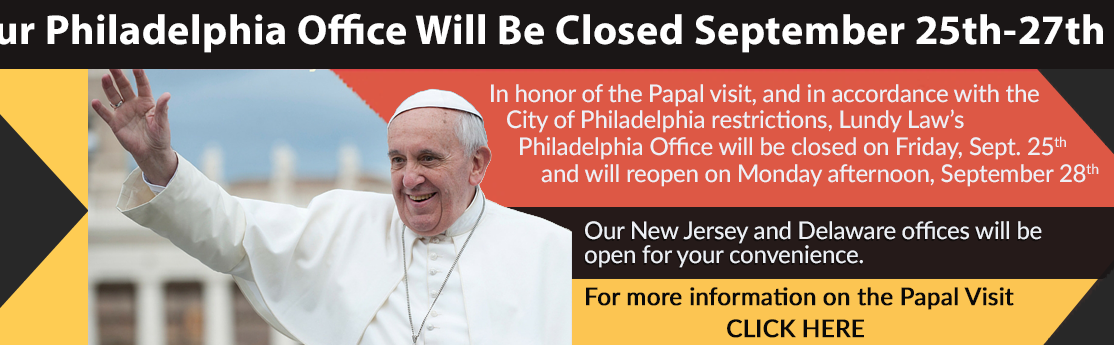 ur Philadelphia Office Will Be Closed September 25th-27th
In honor of the Papal visit, and in accordance with the
City of Philadelphia restrictions, Lundy Law's
Philadelphia Office will be closed on Friday, Sept. 25th
and will reopen on Monday afternoon, September 28th
Our New Jersey and Delaware offices will be
open for your convenience.
For more information on the Papal Visit
CLICK HERE